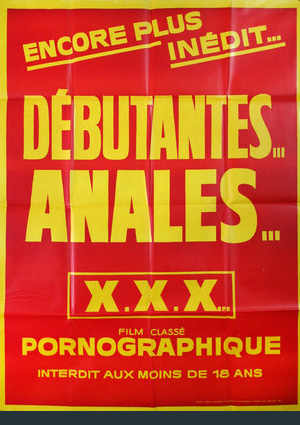 ENCORE PLUS
INÉDIT...
DÉBUTANTES...
ANALES...
X.X.X...
FILM CLASSÉ
PORNOGRAPHIQUE
INTERDIT AUX MOINS DE 18 ANS